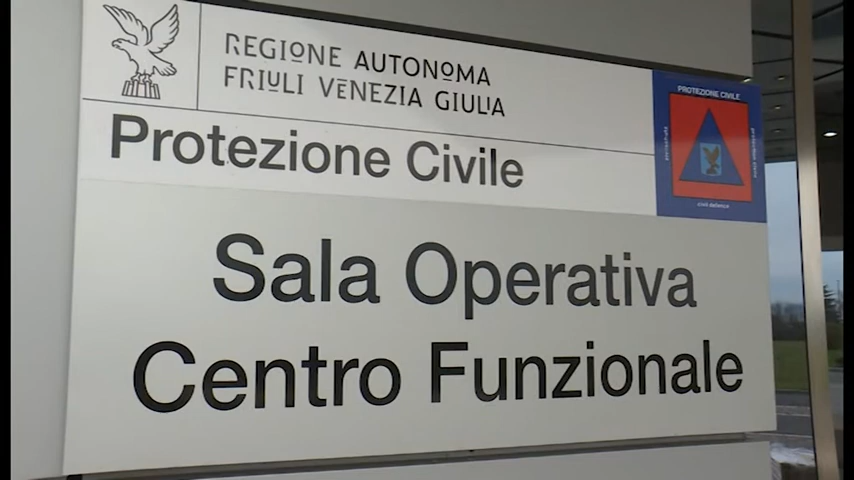 REGIONE AUTONOMA
FRIULI VENEZIA GIULIA
Protezione Civile
PROTEZIONE CIVILE
Sala Operativa
Centro Funzionale